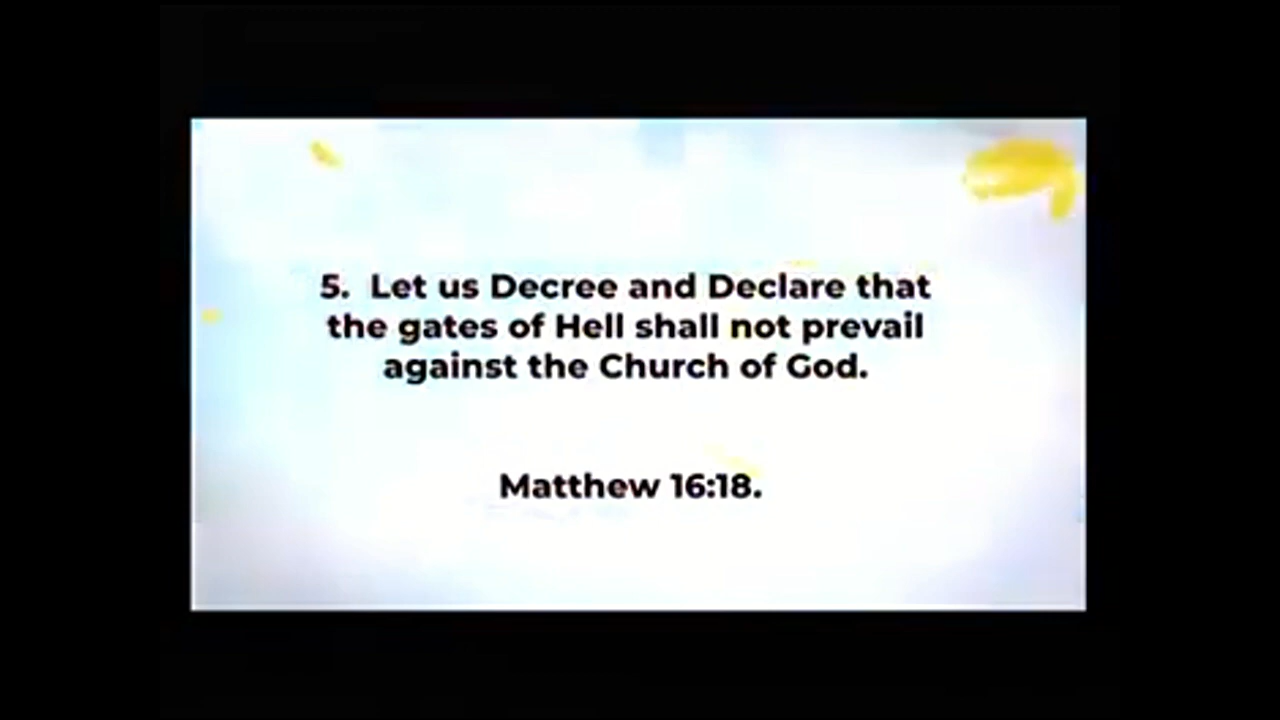 5. Let us Decree and Declare that
the gates of Hell shall not prevail
against the Church of God.
Matthew 16:18.